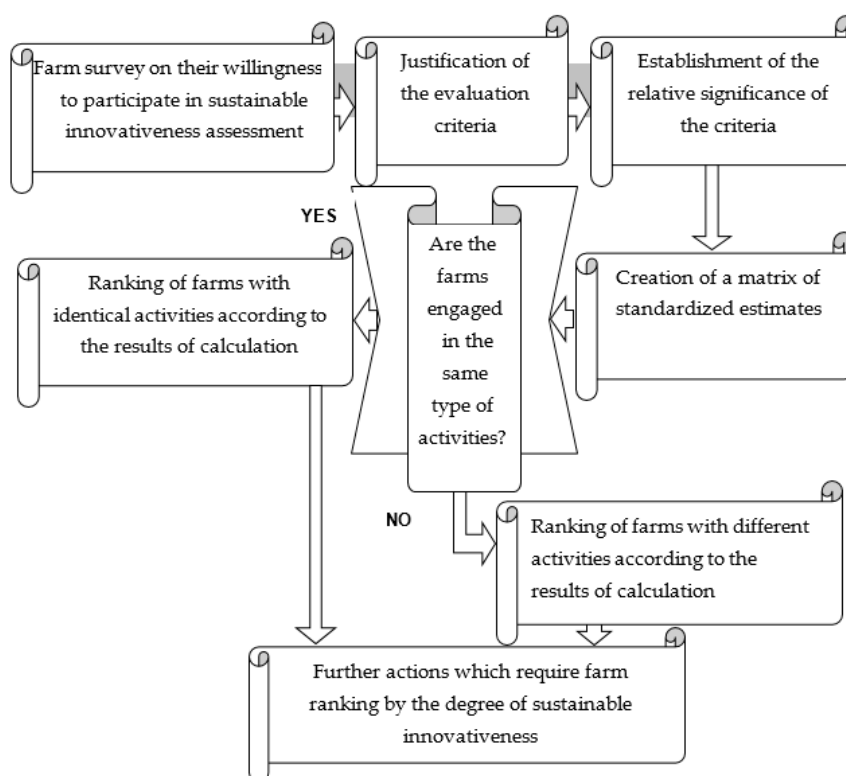 Farm survey on their willingness
to participate in sustainable
innovativeness assessment
Justification of
the evaluation
criteria
Establishment of the
relative significance of
the criteria
YES
Are the
farms
engaged
in the
same
type of
activities?
Ranking of farms with
identical activities according to
the results of calculation
Creation of a matrix of
standardized estimates
NO
Ranking of farms with different
activities according to the
results of calculation
Further actions which require farm
ranking by the degree of sustainable
innovativeness